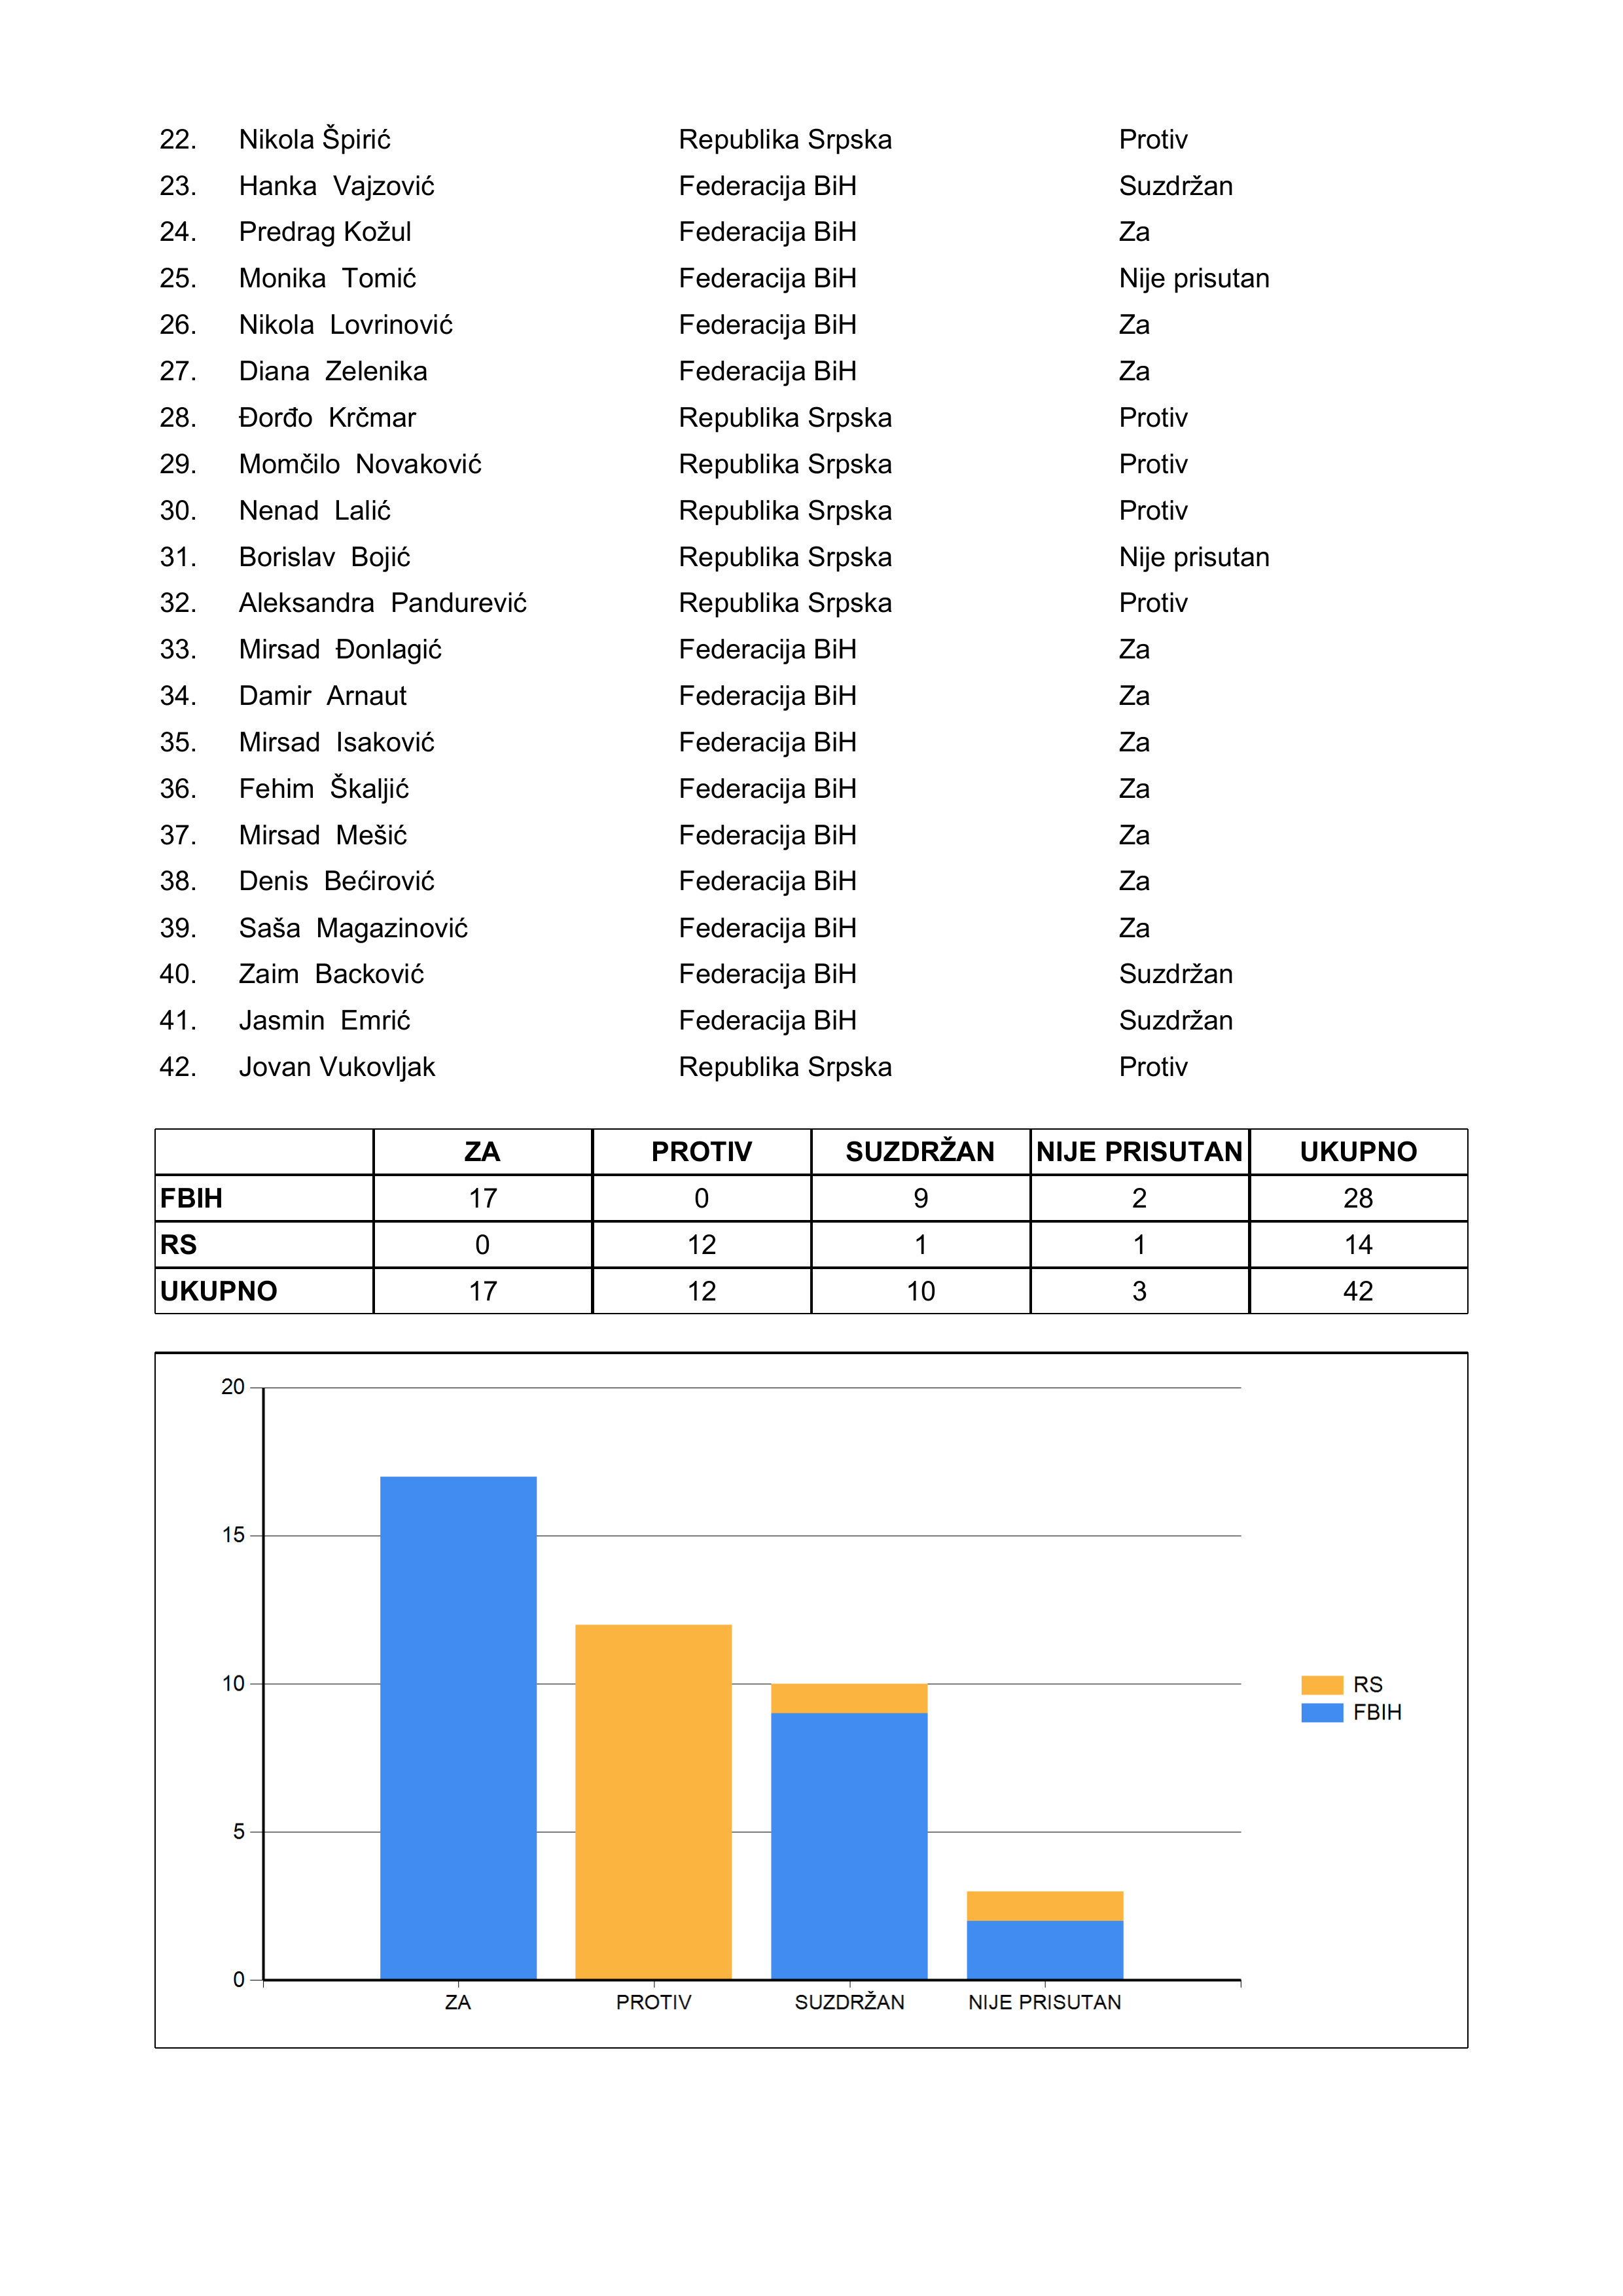 22. Nikola Špirić Republika Srpska Protiv
23. Hanka Vajzović Federacija BiH Suzdržan
24. Predrag Kožul Federacija BiH Za
25. Monika Tomić Federacija BiH Nije prisutan
26. Nikola Lovrinović Federacija BiH Za
27. Diana Zelenika Federacija BiH Za
28. Đorđo Krčmar Republika Srpska Protiv
29. Momčilo Novaković Republika Srpska Protiv
30. Nenad Lalić Republika Srpska Protiv
31. Borislav Bojić Republika Srpska Nije prisutan
32. Aleksandra Pandurević Republika Srpska Protiv
33. Mirsad Đonlagić Federacija BiH Za
34. Damir Arnaut Federacija BiH Za
35. Mirsad Isaković Federacija BiH Za
36. Fehim Škaljić Federacija BiH Za
37. Mirsad Mešić Federacija BiH Za
38. Denis Bećirović Federacija BiH Za
39. Saša Magazinović Federacija BiH Za
40. Zaim Backović Federacija BiH Suzdržan
41. Jasmin Emrić Federacija BiH Suzdržan
42. Jovan Vukovljak Republika Srpska Protiv
ZA PROTIV SUZDRŽAN NIJE PRISUTAN UKUPNO
FBIH 17 0 9 2 28
RS 0 12 1 1 14
UKUPNO 17 12 10 3 42
20
15
10
5
0
ZA PROTIV SUZDRŽAN NIJE PRISUTAN
RS
FBIH